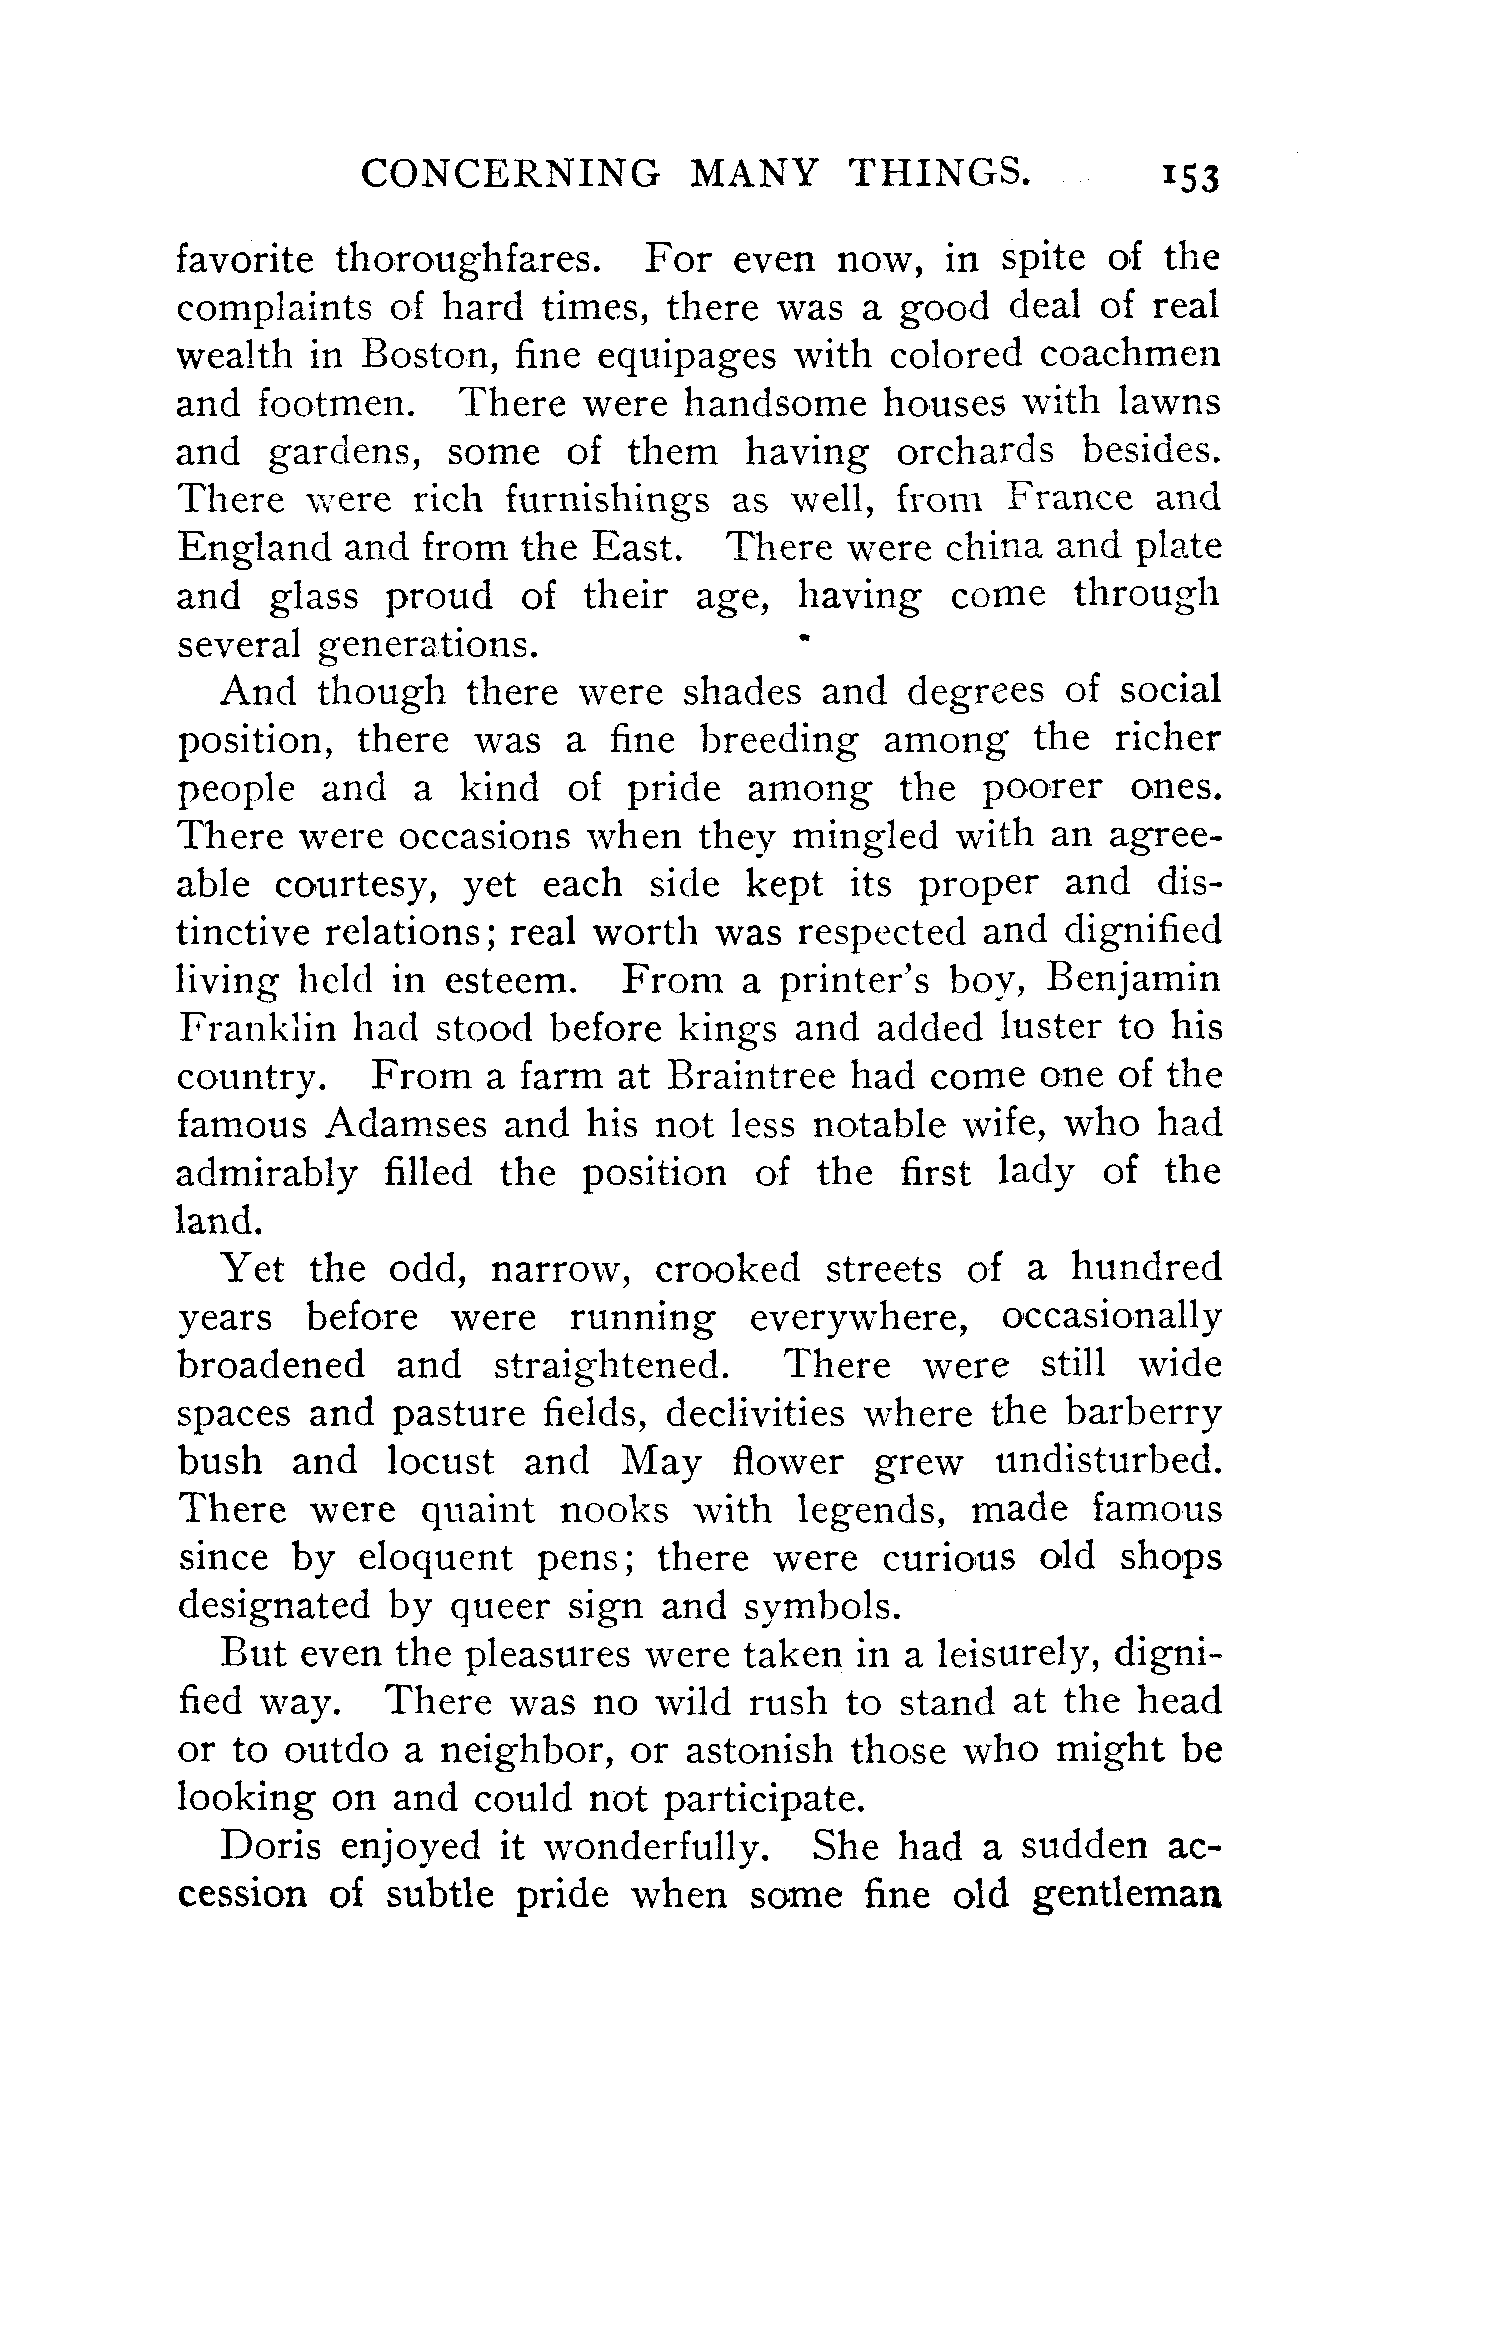 CONCERNING MANY THINGS. 153
favorite thoroughfares. For even now, in spite of the
complaints of hard times, there was a good deal of real
wealth in Boston, fine equipages with colored coachmen
and footmen. There were handsome houses with lawns
and gardens, some of them having orchards besides.
There were rich furnishings as well, from France and
England and from the East. There were china and plate
and glass proud of their age, having come through
several generations.
And though there were shades and degrees of social
position, there was a fine breeding among the richer
people and a kind of pride among the poorer ones.
There were occasions when they mingled with an agree-
able courtesy, yet each side kept its proper and dis-
tinctive relations; real worth was respected and dignified
living held in esteem. From a printer's boy, Benjamin
Franklin had stood before kings and added luster to his
country. From a farm at Braintree had come one of the
famous Adamses and his not less notable wife, who had
admirably filled the position of the first lady of the
land.
Yet the odd, narrow, crooked streets of a hundred
years before were running everywhere, occasionally
broadened and straightened. There were still wide
spaces and pasture fields, declivities where the barberry
bush and locust and May flower grew undisturbed.
There were quaint nooks with legends, made famous
since by eloquent pens; there were curious old shops
designated by queer sign and symbols.
But even the pleasures were taken in a leisurely, digni-
fied way. There was no wild rush to stand at the head
or to outdo a neighbor, or astonish those who might be
looking on and could not participate.
Doris enjoyed it wonderfully. She had a sudden ac-
cession of subtle pride when some fine old gentleman